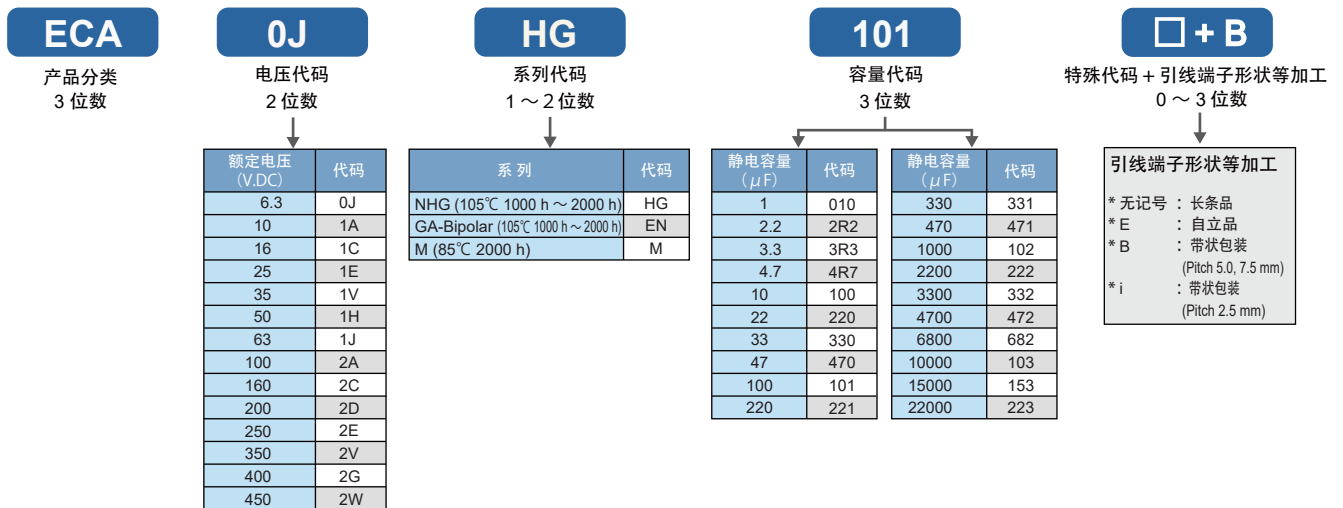 ECA 0J HG 101 □ + B
产品分类 电压代码 系列代码 容量代码 特殊代码 + 引线端子形状等加工
3 位数 2 位数 1 ～ 2 位数 3 位数 0 ～ 3 位数
额定电压 (V.DC) 代码
6.3 0J
10 1A
16 1C
25 1E
35 1V
50 1H
63 1J
100 2A
160 2C
200 2D
250 2E
350 2V
400 2G
450 2W
系 列 代码
NHG (105℃ 1000 h ～ 2000 h) HG
GA-Bipolar (105℃ 1000 h ～ 2000 h) EN
M (85℃ 2000 h) M
静电容量 (μF) 代码
1 010
2.2 2R2
3.3 3R3
4.7 4R7
10 100
22 220
33 330
47 470
100 101
220 221
静电容量 (μF) 代码
330 331
470 471
1000 102
2200 222
3300 332
4700 472
6800 682
10000 103
15000 153
22000 223
引线端子形状等加工
* 无记号 ： 长条品
* E ： 自立品
* B ： 带状包装
(Pitch 5.0, 7.5 mm)
* i ： 带状包装
(Pitch 2.5 mm)